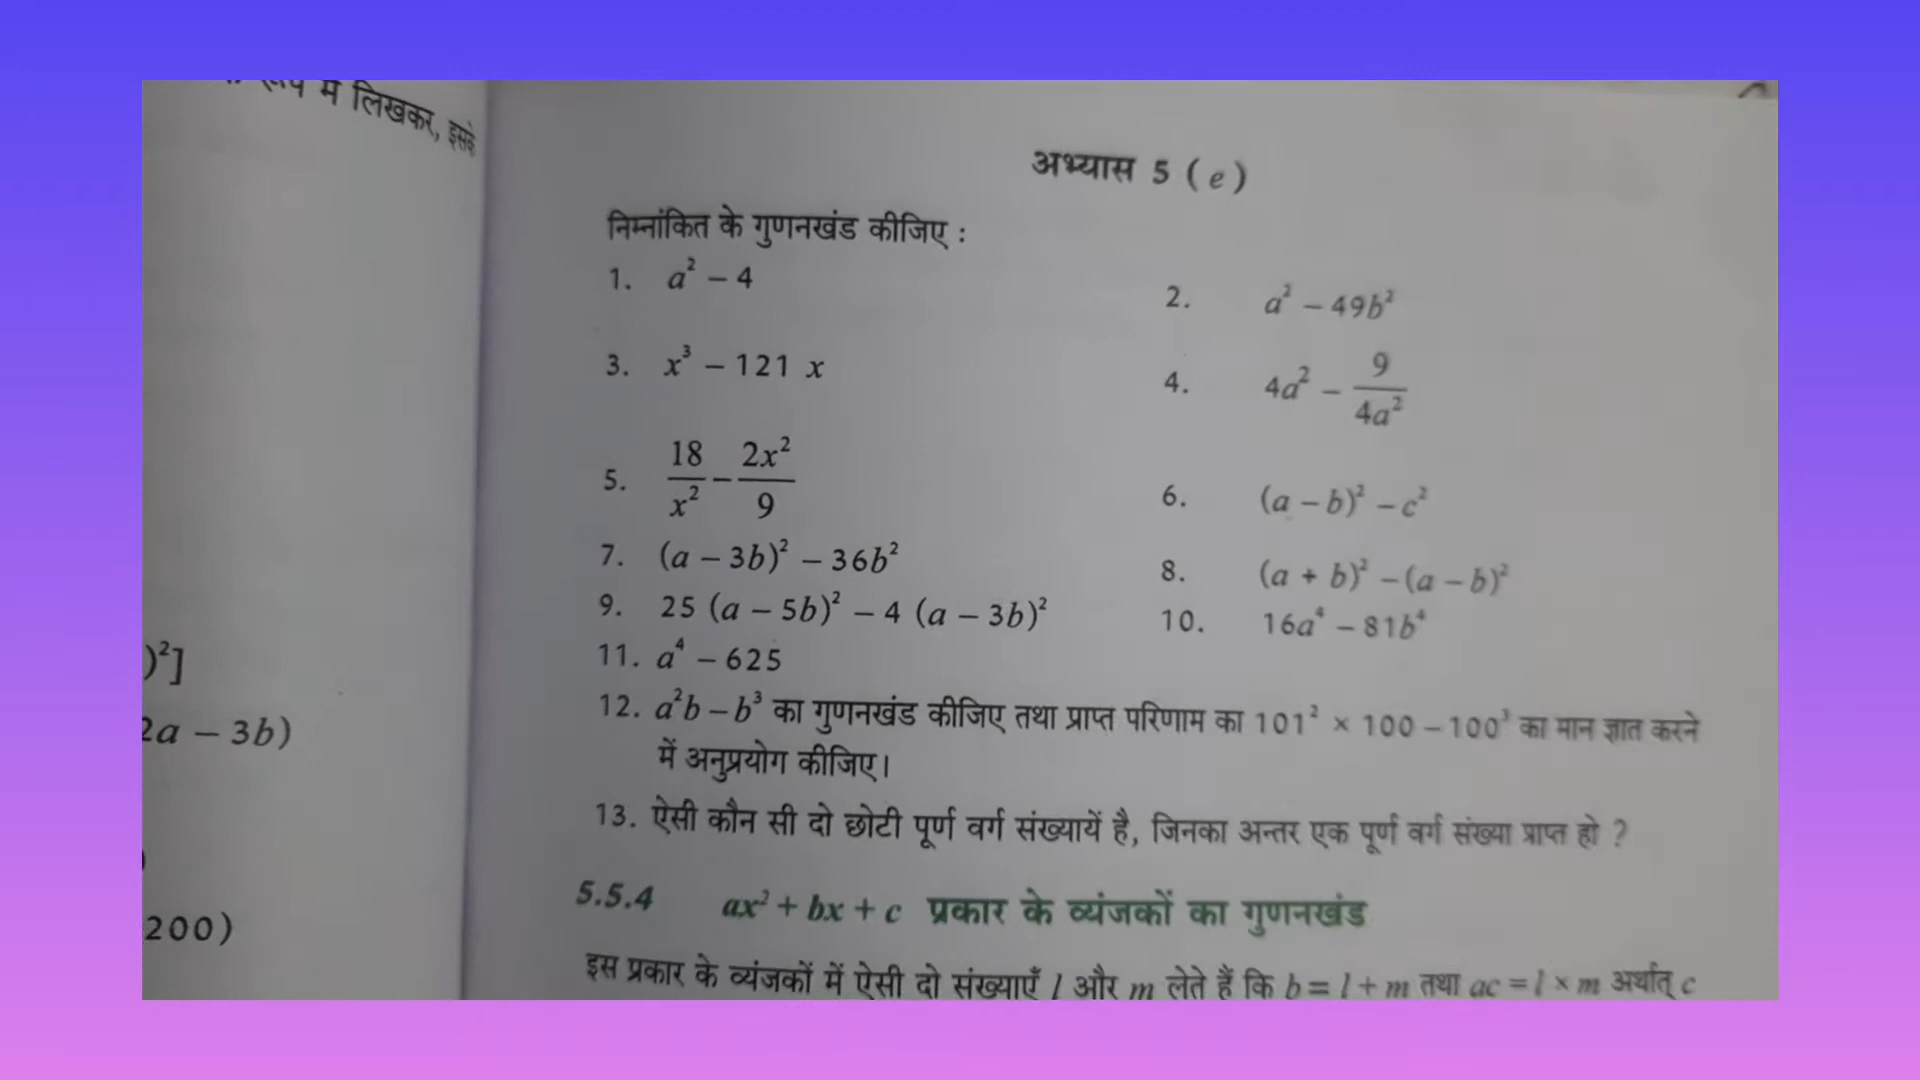 में लिखकर, इसके
)²]
2a – 3b)
200)
अभ्यास 5 (e)
निम्नांकित के गुणनखंड कीजिए :
1. a² – 4
2. a² – 49b²
3. x³ – 121 x
4. 4a² – 9/4a²
5. 18/x² – 2x²/9
6. (a – b)² – c²
7. (a – 3b)² – 36b²
8. (a + b)² – (a – b)²
9. 25 (a – 5b)² – 4 (a – 3b)²
10. 16a⁴ – 81b⁴
11. a⁴ – 625
12. a²b – b³ का गुणनखंड कीजिए तथा प्राप्त परिणाम का 101² × 100 – 100³ का मान ज्ञात करने
में अनुप्रयोग कीजिए।
13. ऐसी कौन सी दो छोटी पूर्ण वर्ग संख्यायें है, जिनका अन्तर एक पूर्ण वर्ग संख्या प्राप्त हो ?
5.5.4 ax² + bx + c प्रकार के व्यंजकों का गुणनखंड
इस प्रकार के व्यंजकों में ऐसी दो संख्याएँ l और m लेते हैं कि b = l + m तथा ac = l × m अर्थात् c